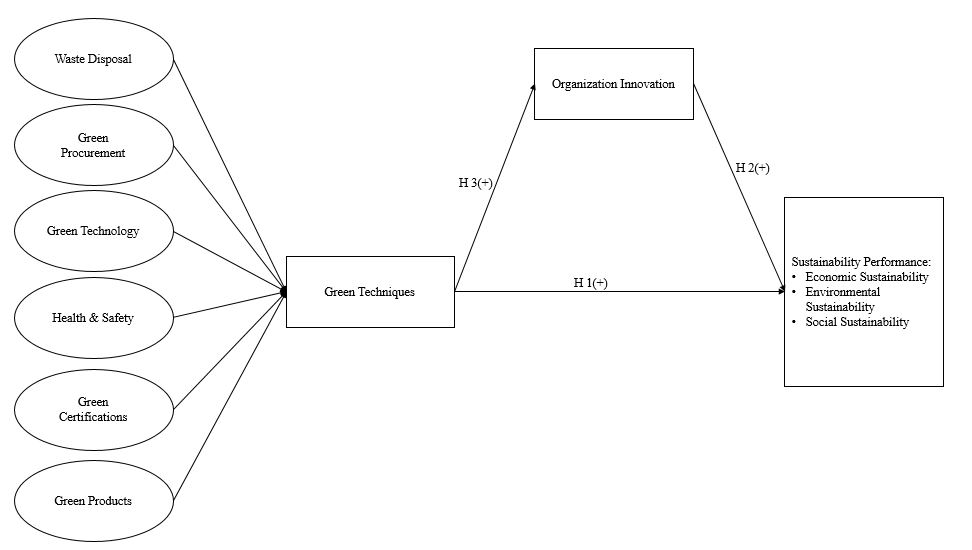 Waste Disposal
Green
Procurement
Green Technology
Health & Safety
Green
Certifications
Green Products
Green Techniques
H 3(+)
Organization Innovation
H 2(+)
H 1(+)
Sustainability Performance:
• Economic Sustainability
• Environmental
Sustainability
• Social Sustainability